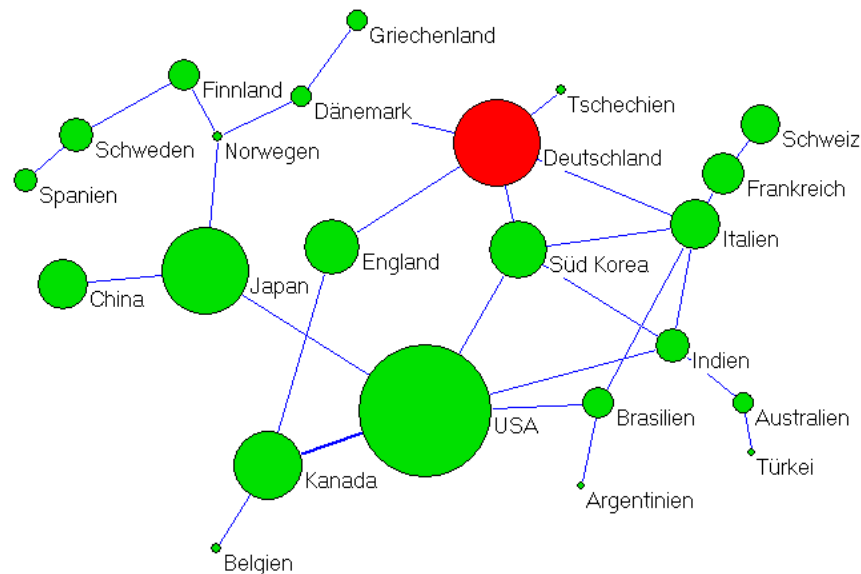 Griechenland
Finnland
Dänemark
Tschechien
Schweden
Norwegen
Deutschland
Schweiz
Spanien
Frankreich
Italien
China
Japan
England
Süd Korea
Indien
USA
Brasilien
Australien
Kanada
Türkei
Argentinien
Belgien